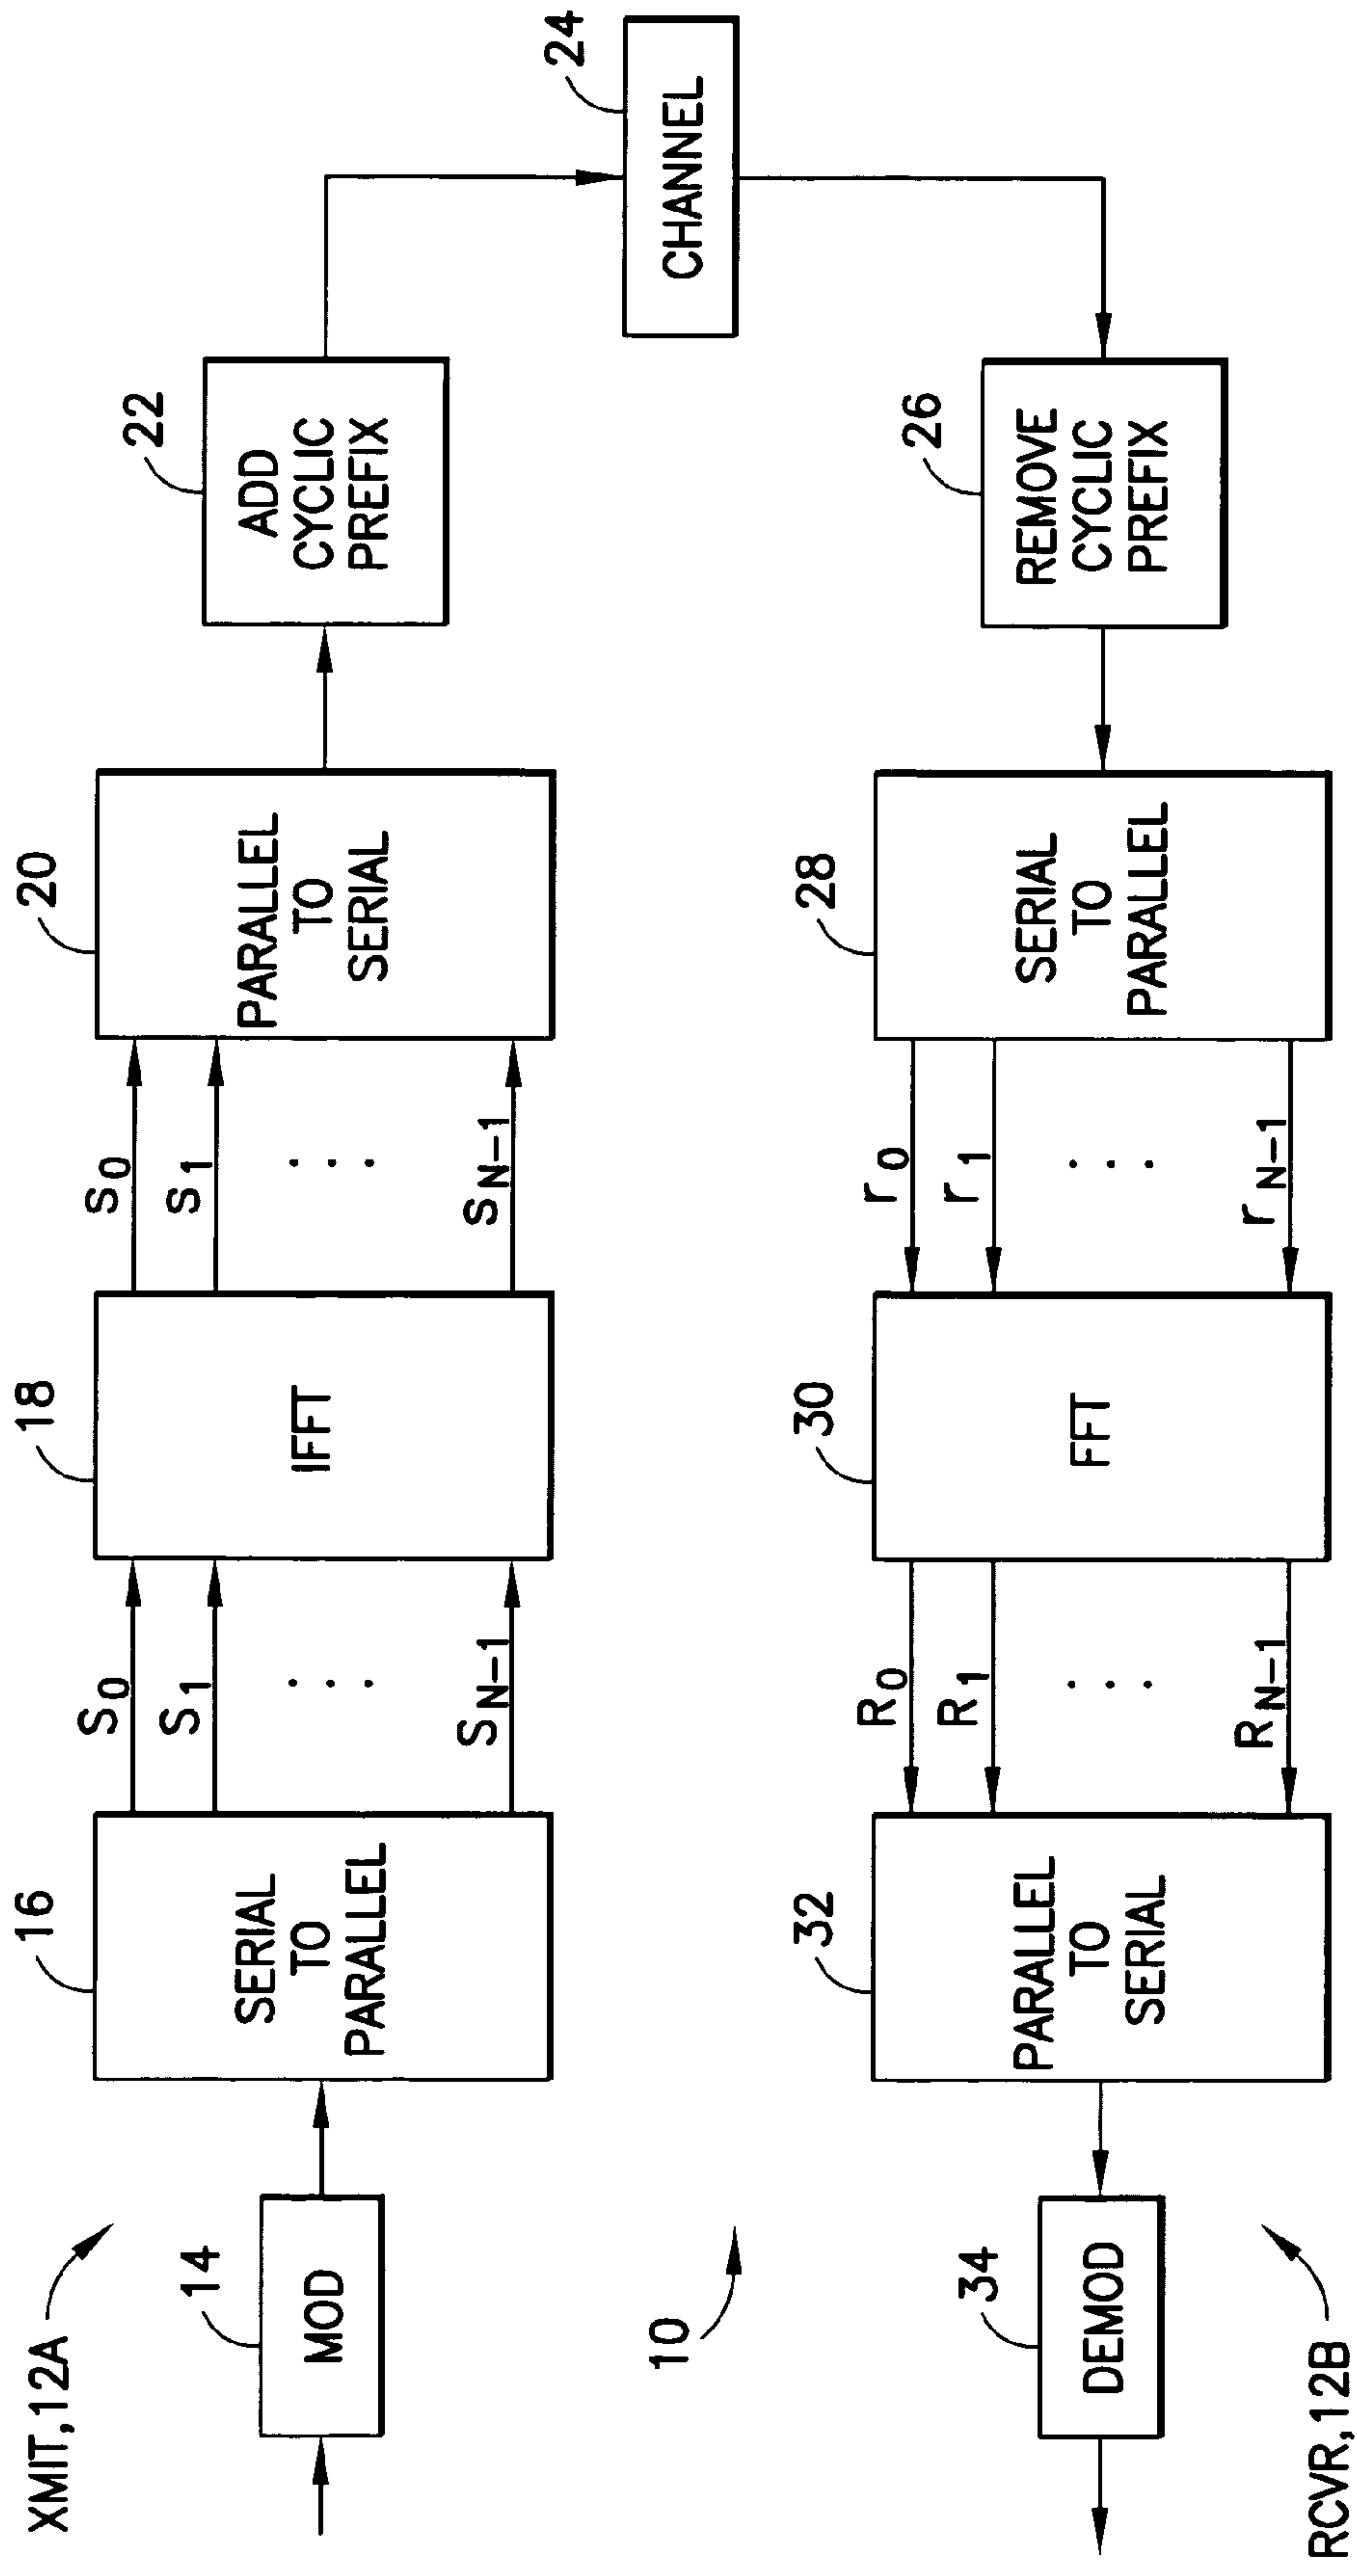 XMIT,12A
14
MOD
16
SERIAL
TO
PARALLEL
S0
S1
. . .
SN-1
18
IFFT
s0
s1
. . .
sN-1
20
PARALLEL
TO
SERIAL
22
ADD
CYCLIC
PREFIX
24
CHANNEL
10
26
REMOVE
CYCLIC
PREFIX
28
SERIAL
TO
PARALLEL
r0
r1
. . .
rN-1
30
FFT
R0
R1
. . .
RN-1
32
PARALLEL
TO
SERIAL
34
DEMOD
RCVR,12B